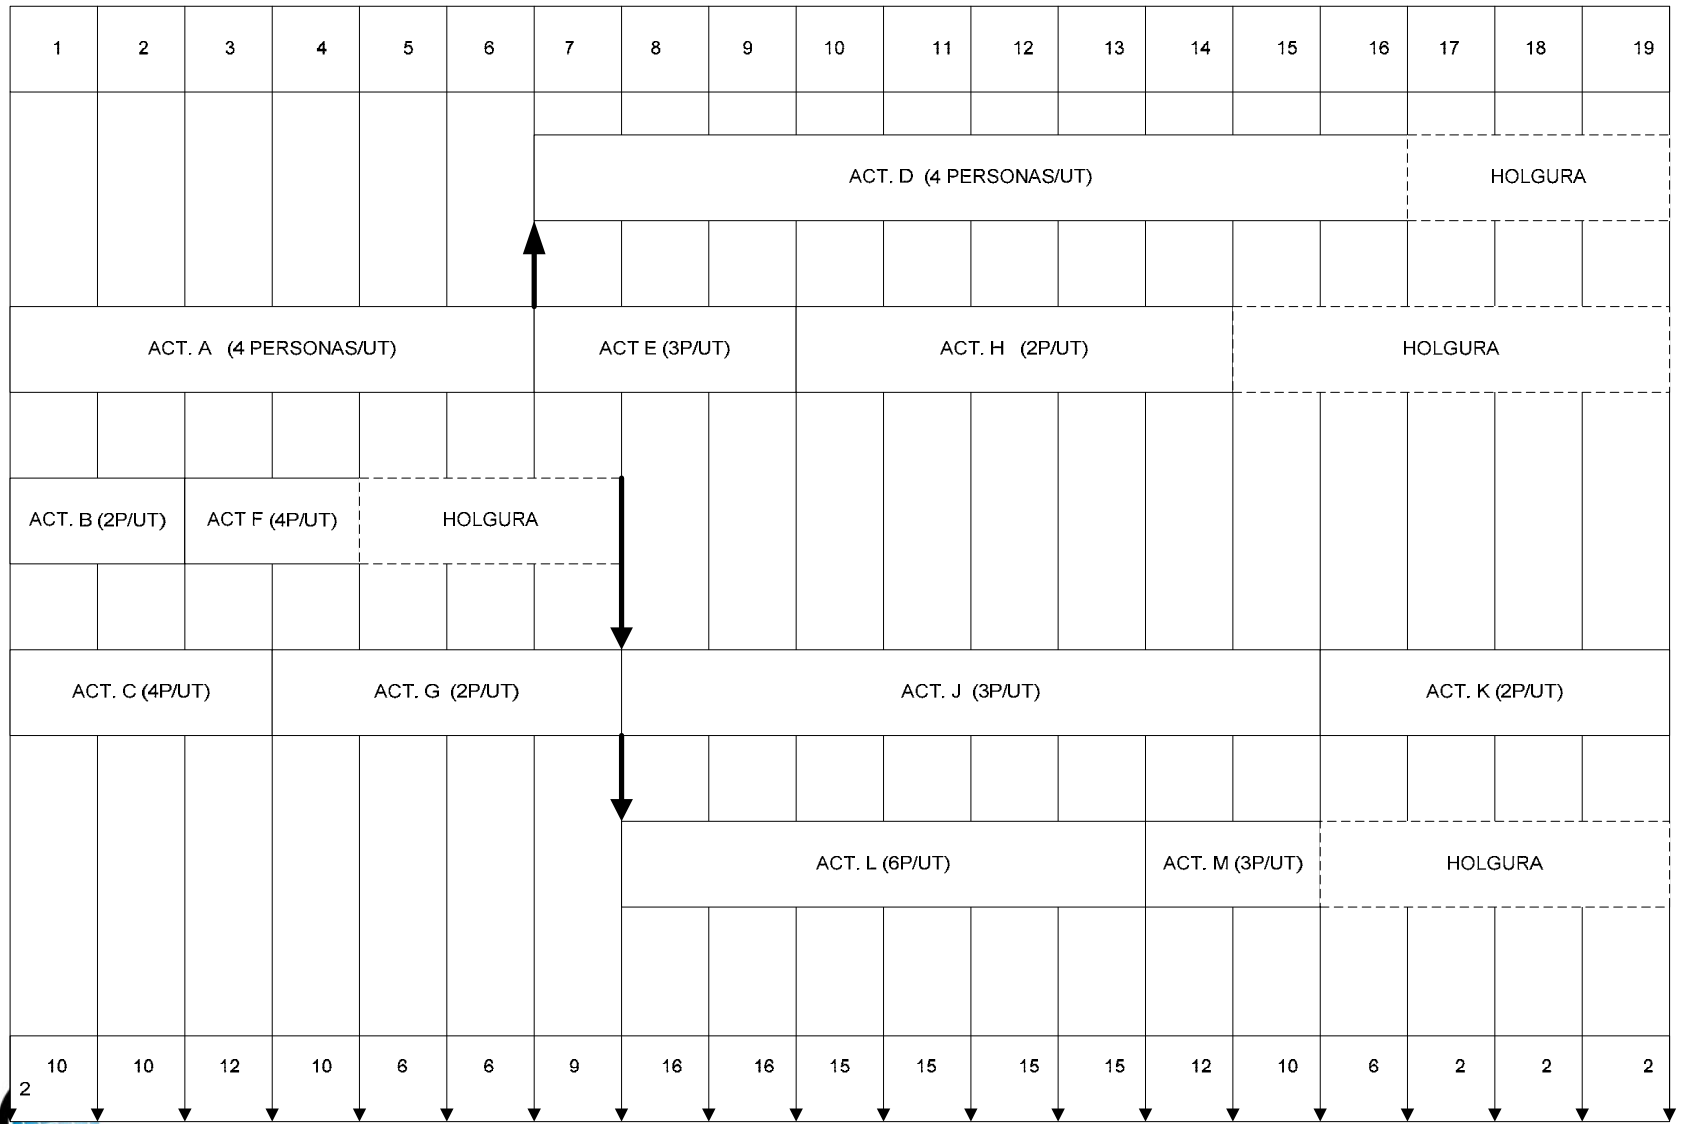 1 2 3 4 5 6 7 8 9 10 11 12 13 14 15 16 17 18 19
ACT. D (4 PERSONAS/UT) HOLGURA
ACT. A (4 PERSONAS/UT) ACT E (3P/UT) ACT. H (2P/UT) HOLGURA
ACT. B (2P/UT) ACT F (4P/UT) HOLGURA
ACT. C (4P/UT) ACT. G (2P/UT) ACT. J (3P/UT) ACT. K (2P/UT)
ACT. L (6P/UT) ACT. M (3P/UT) HOLGURA
10 10 12 10 6 6 9 16 16 15 15 15 15 12 10 6 2 2 2
2